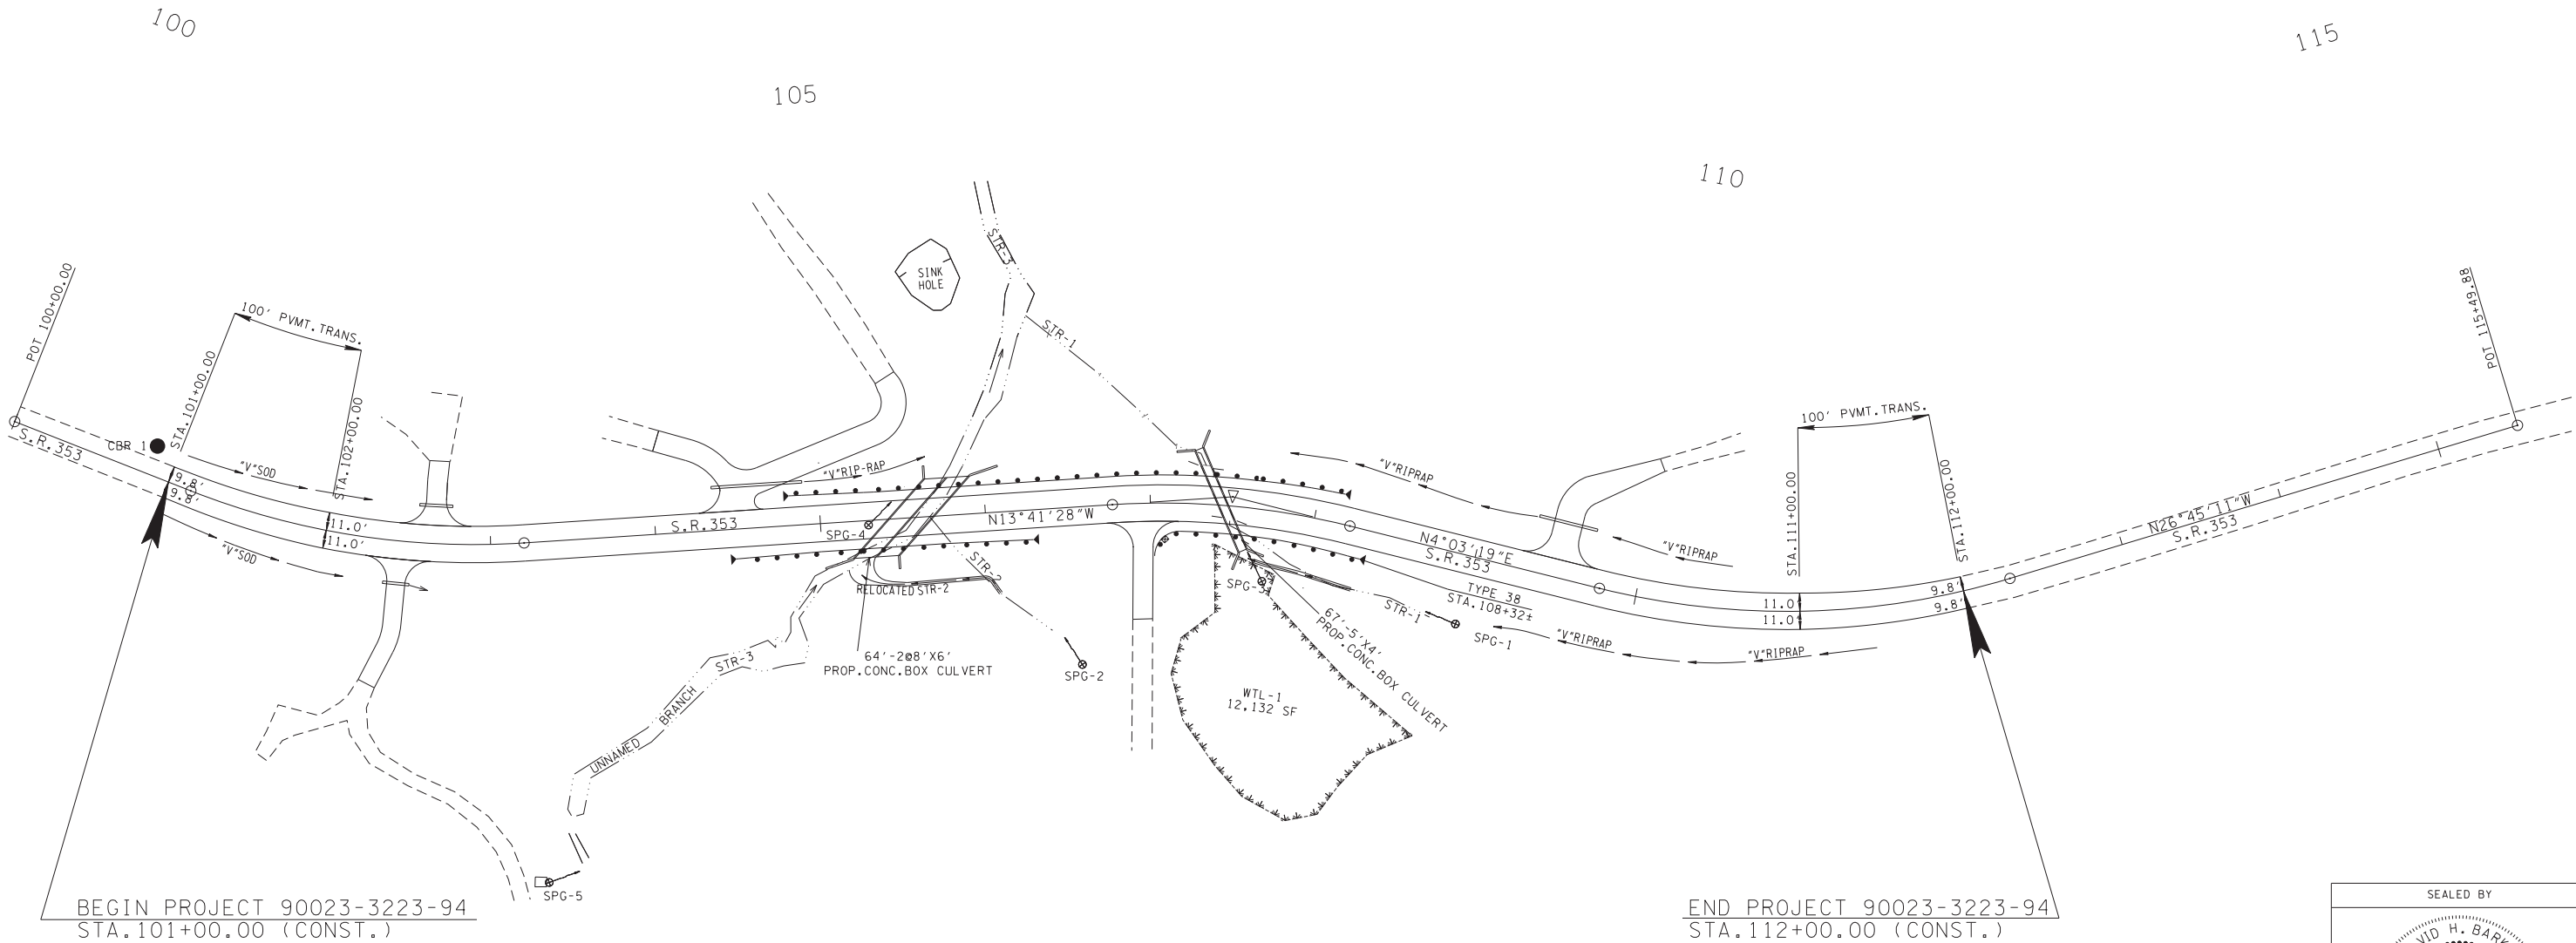 100
105
110
115
POT 100+00.00
STA.101+00.00
100' PVMT.TRANS.
STA.102+00.00
CBR 1
S.R.353
"V"SOD
9.8'
9.8'
11.0'
11.0'
"V"SOD
SINK
HOLE
STR-3
STR-1
"V"RIP-RAP
S.R.353
SPG-4
N13°41'28"W
STR-2
RELOCATED STR-2
64'-2@8'X6'
PROP.CONC.BOX CULVERT
STR-3
UNNAMED
BRANCH
SPG-2
SPG-5
"V"RIPRAP
SPG-3
N4°03'19"E
S.R.353
TYPE 38
STA.108+32±
STR-1
SPG-1
67'-5'X4'
PROP.CONC.BOX CULVERT
WTL-1
12,132 SF
"V"RIPRAP
"V"RIPRAP
"V"RIPRAP
100' PVMT.TRANS.
STA.111+00.00
STA.112+00.00
11.0'
11.0'
9.8'
9.8'
N26°45'11"W
S.R.353
POT 115+49.88
BEGIN PROJECT 90023-3223-94
STA.101+00.00 (CONST.)
END PROJECT 90023-3223-94
STA.112+00.00 (CONST.)
SEALED BY
VID H. BARK